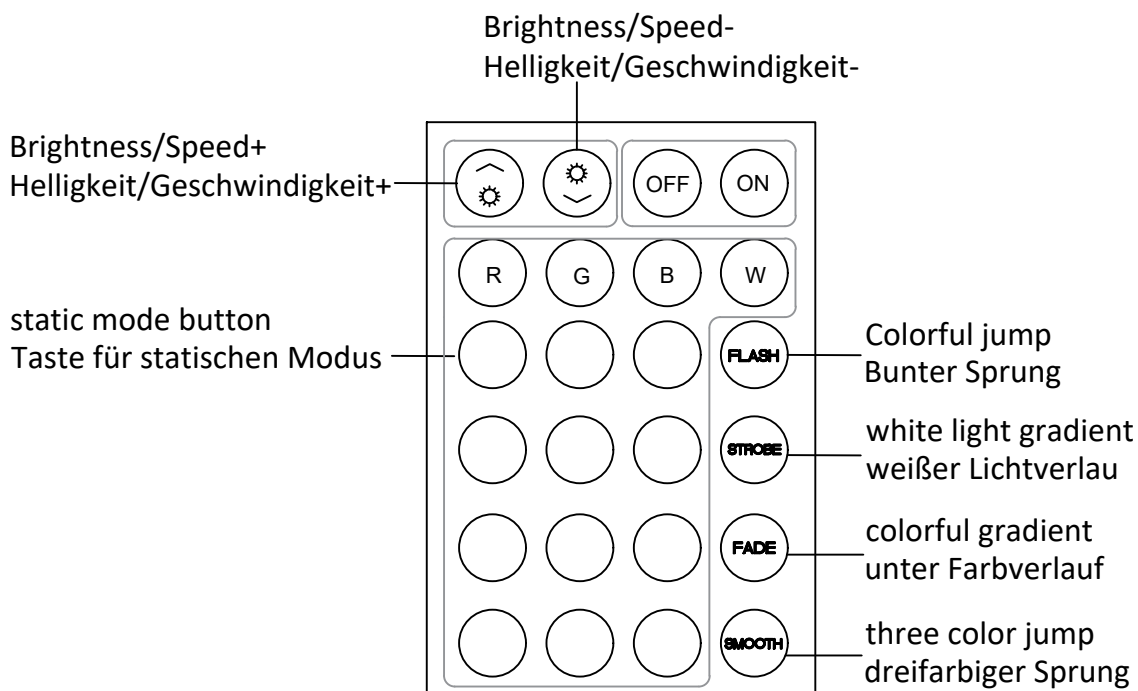 Brightness/Speed-
Helligkeit/Geschwindigkeit-
Brightness/Speed+
Helligkeit/Geschwindigkeit+
OFF ON
R G B W
static mode button
Taste für statischen Modus
FLASH
Colorful jump
Bunter Sprung
STROBE
white light gradient
weißer Lichtverlau
FADE
colorful gradient
unter Farbverlauf
SMOOTH
three color jump
dreifarbiger Sprung